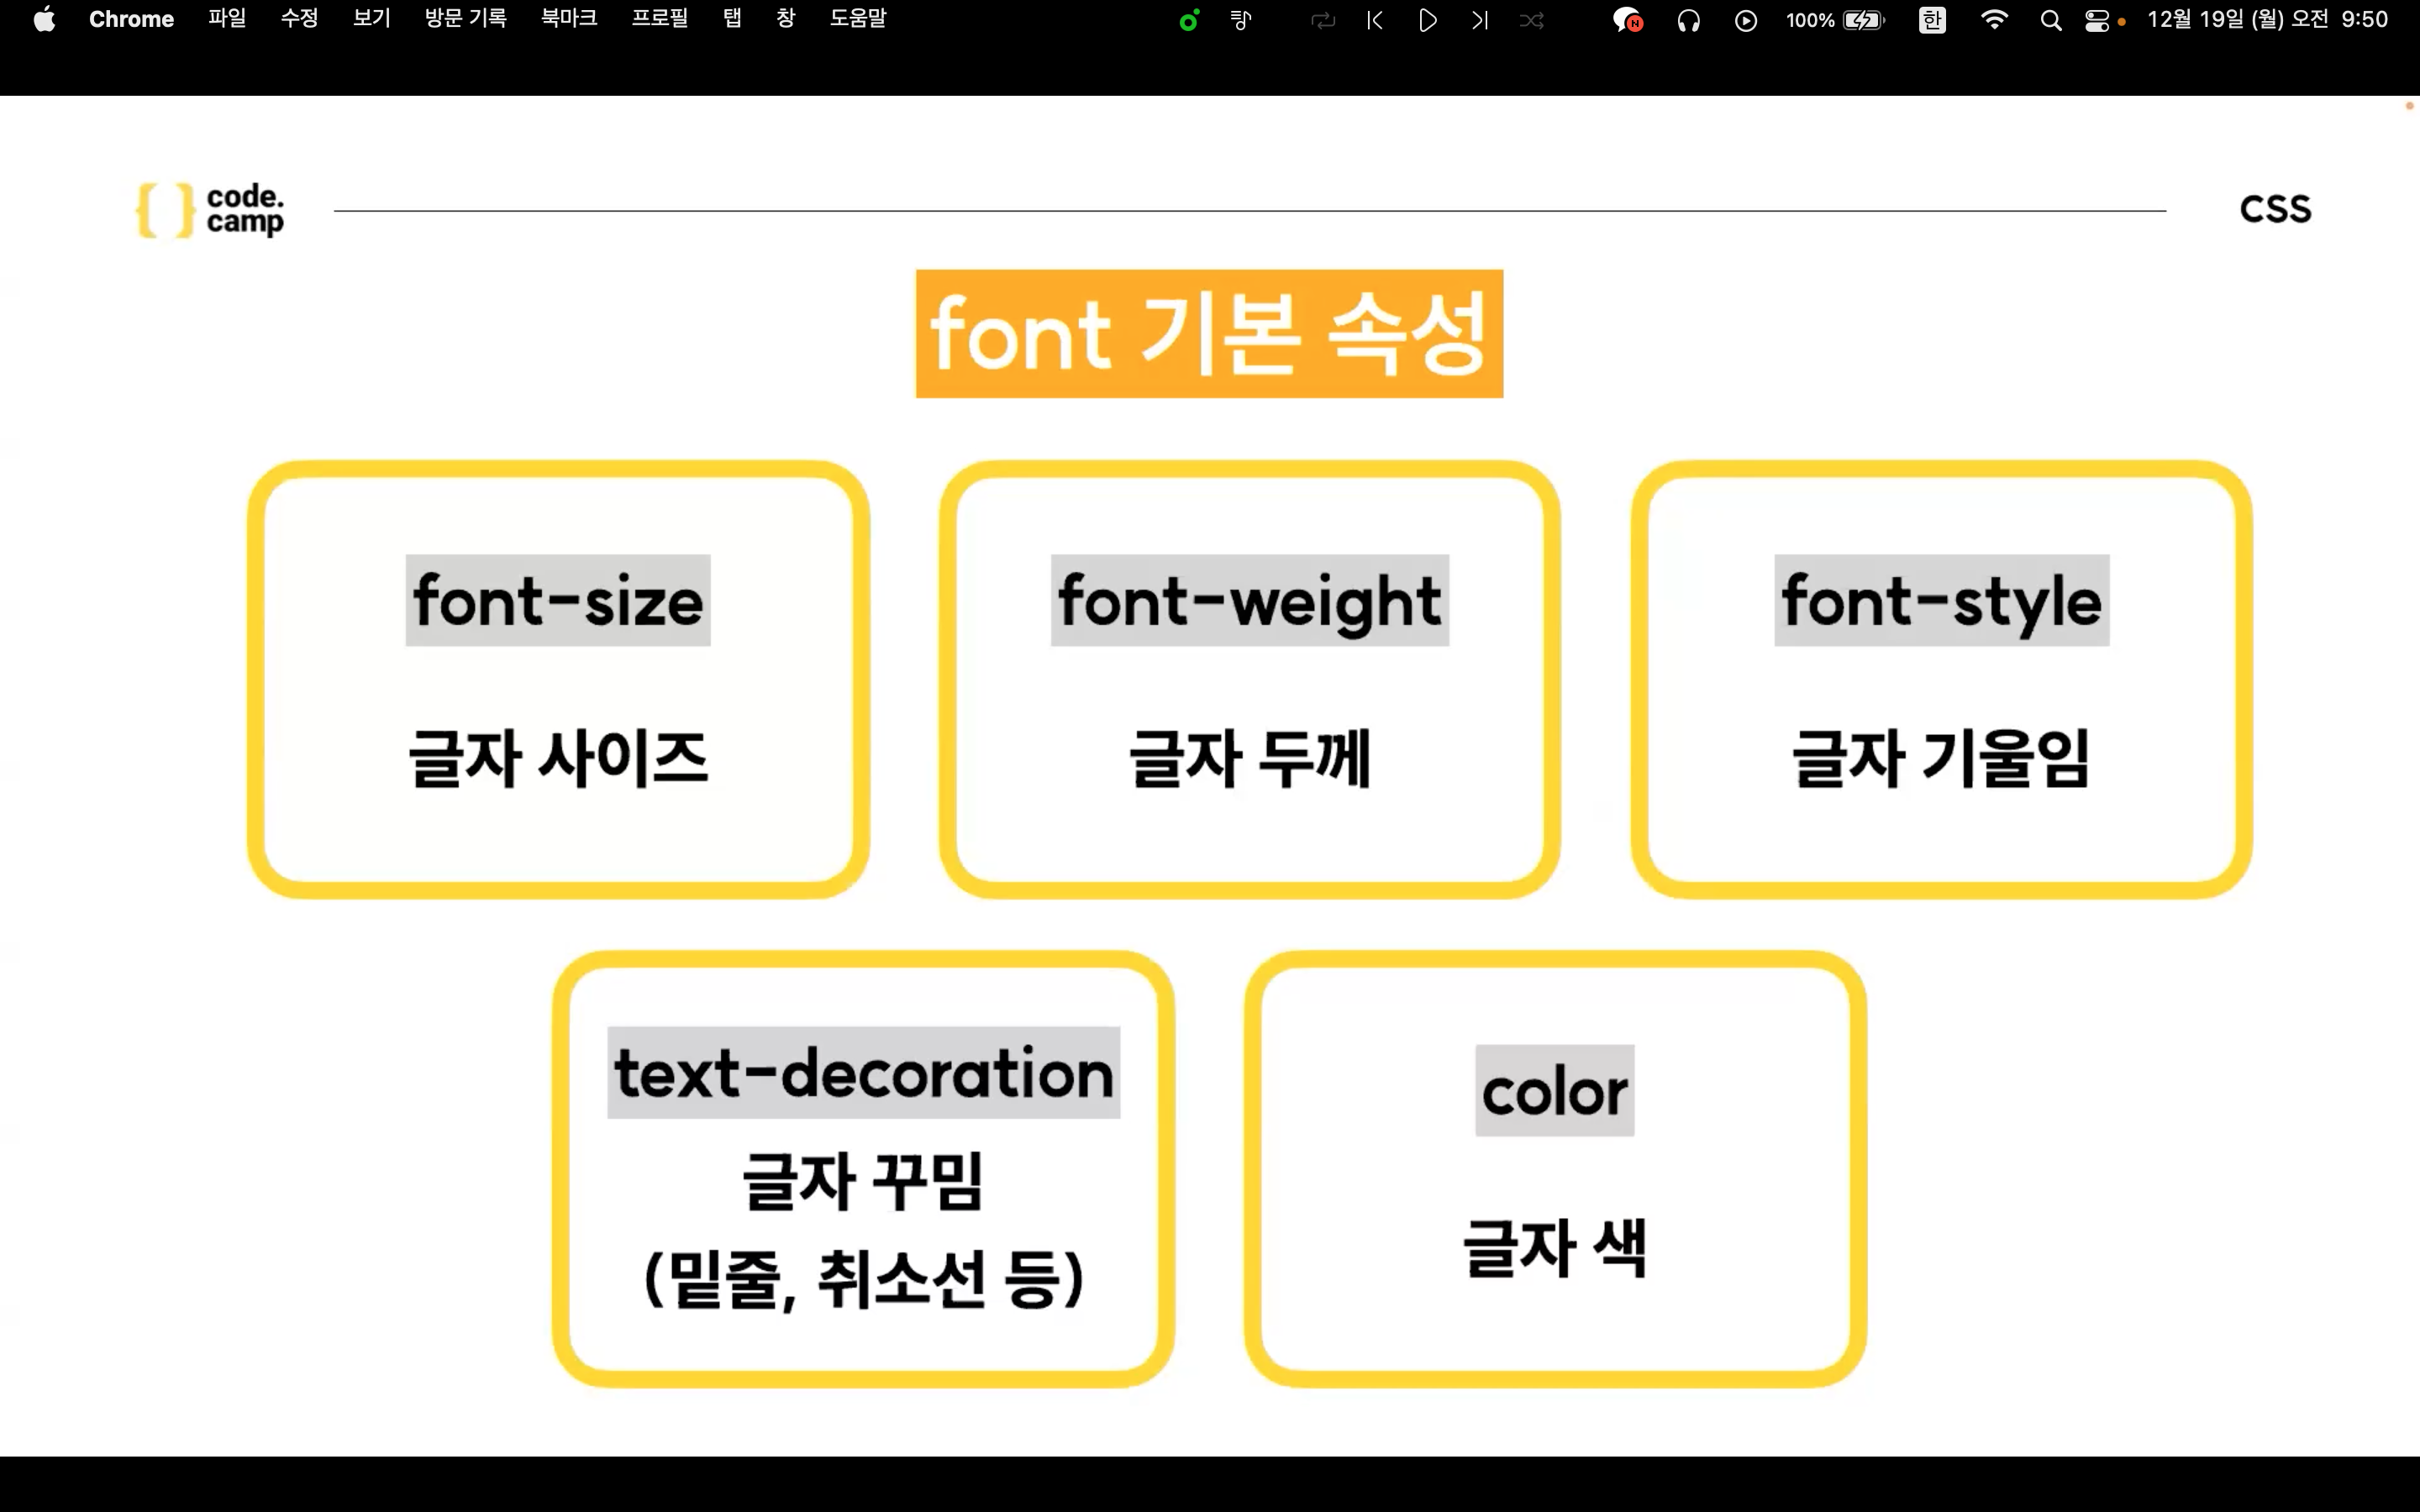 Chrome 파일 수정 보기 방문 기록 북마크 프로필 탭 창 도움말 N 100% 한 12월 19일 (월) 오전 9:50
{ } code.
camp
CSS
font 기본 속성
font-size
글자 사이즈
font-weight
글자 두께
font-style
글자 기울임
text-decoration
글자 꾸밈
(밑줄, 취소선 등)
color
글자 색